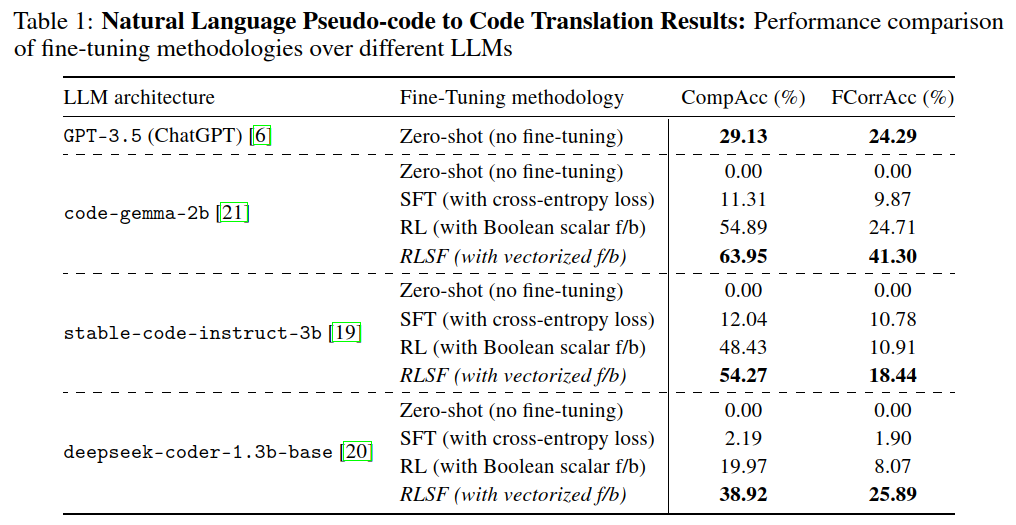 Table 1: Natural Language Pseudo-code to Code Translation Results: Performance comparison
of fine-tuning methodologies over different LLMs
LLM architecture Fine-Tuning methodology CompAcc (%) FCorrAcc (%)
GPT-3.5 (ChatGPT) [6] Zero-shot (no fine-tuning) 29.13 24.29
Zero-shot (no fine-tuning) 0.00 0.00
SFT (with cross-entropy loss) 11.31 9.87
code-gemma-2b [21]
RL (with Boolean scalar f/b) 54.89 24.71
RLSF (with vectorized f/b) 63.95 41.30
Zero-shot (no fine-tuning) 0.00 0.00
SFT (with cross-entropy loss) 12.04 10.78
stable-code-instruct-3b [19]
RL (with Boolean scalar f/b) 48.43 10.91
RLSF (with vectorized f/b) 54.27 18.44
Zero-shot (no fine-tuning) 0.00 0.00
SFT (with cross-entropy loss) 2.19 1.90
deepseek-coder-1.3b-base [20]
RL (with Boolean scalar f/b) 19.97 8.07
RLSF (with vectorized f/b) 38.92 25.89